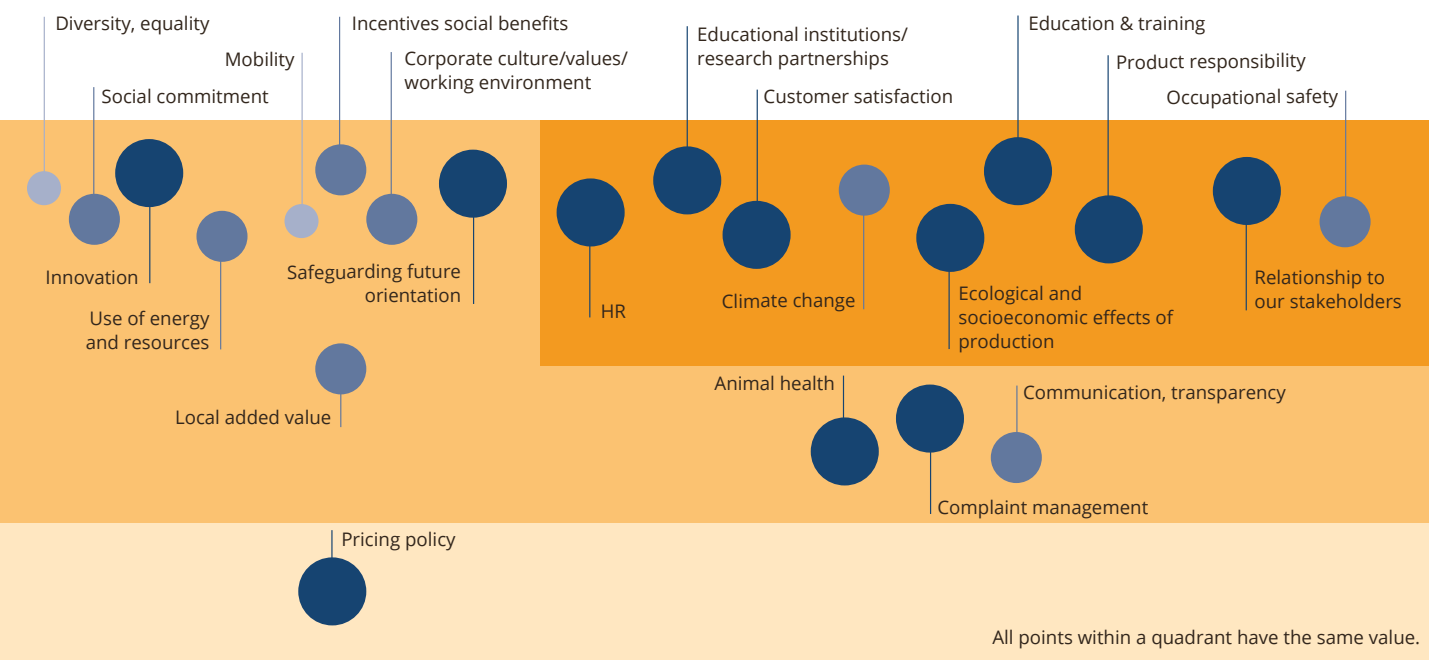 Diversity, equality
Social commitment
Mobility
Incentives social benefits
Corporate culture/values/
working environment
Educational institutions/
research partnerships
Customer satisfaction
Education & training
Product responsibility
Occupational safety
Innovation
Use of energy
and resources
Safeguarding future
orientation
HR
Climate change
Ecological and
socioeconomic effects of
production
Relationship to
our stakeholders
Local added value
Animal health
Communication, transparency
Complaint management
Pricing policy
All points within a quadrant have the same value.